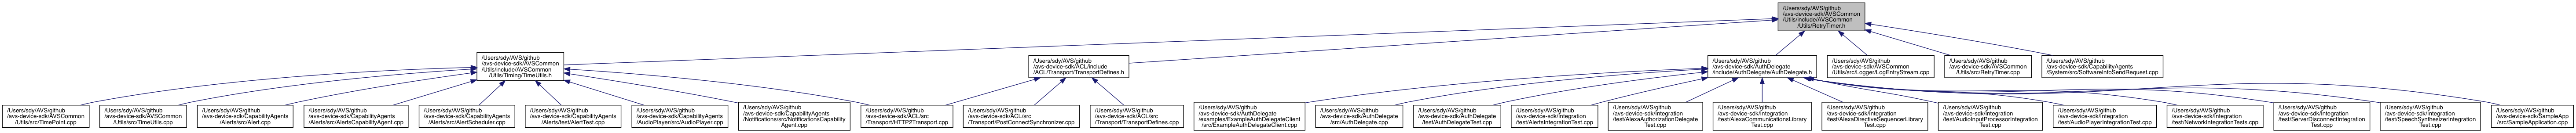 /Users/sdy/AVS/github
/avs-device-sdk/AVSCommon
/Utils/include/AVSCommon
/Utils/RetryTimer.h
/Users/sdy/AVS/github
/avs-device-sdk/AVSCommon
/Utils/include/AVSCommon
/Utils/Timing/TimeUtils.h
/Users/sdy/AVS/github
/avs-device-sdk/ACL/include
/ACL/Transport/TransportDefines.h
/Users/sdy/AVS/github
/avs-device-sdk/AuthDelegate
/include/AuthDelegate/AuthDelegate.h
/Users/sdy/AVS/github
/avs-device-sdk/AVSCommon
/Utils/src/Logger/LogEntryStream.cpp
/Users/sdy/AVS/github
/avs-device-sdk/AVSCommon
/Utils/src/RetryTimer.cpp
/Users/sdy/AVS/github
/avs-device-sdk/CapabilityAgents
/System/src/SoftwareInfoSendRequest.cpp
/Users/sdy/AVS/github
/avs-device-sdk/AVSCommon
/Utils/src/TimePoint.cpp
/Users/sdy/AVS/github
/avs-device-sdk/AVSCommon
/Utils/src/TimeUtils.cpp
/Users/sdy/AVS/github
/avs-device-sdk/CapabilityAgents
/Alerts/src/Alert.cpp
/Users/sdy/AVS/github
/avs-device-sdk/CapabilityAgents
/Alerts/src/AlertsCapabilityAgent.cpp
/Users/sdy/AVS/github
/avs-device-sdk/CapabilityAgents
/Alerts/src/AlertScheduler.cpp
/Users/sdy/AVS/github
/avs-device-sdk/CapabilityAgents
/Alerts/test/AlertTest.cpp
/Users/sdy/AVS/github
/avs-device-sdk/CapabilityAgents
/AudioPlayer/src/AudioPlayer.cpp
/Users/sdy/AVS/github
/avs-device-sdk/CapabilityAgents
/Notifications/src/NotificationsCapability
Agent.cpp
/Users/sdy/AVS/github
/avs-device-sdk/ACL/src
/Transport/HTTP2Transport.cpp
/Users/sdy/AVS/github
/avs-device-sdk/ACL/src
/Transport/PostConnectSynchronizer.cpp
/Users/sdy/AVS/github
/avs-device-sdk/ACL/src
/Transport/TransportDefines.cpp
/Users/sdy/AVS/github
/avs-device-sdk/AuthDelegate
/examples/ExampleAuthDelegateClient
/src/ExampleAuthDelegateClient.cpp
/Users/sdy/AVS/github
/avs-device-sdk/AuthDelegate
/src/AuthDelegate.cpp
/Users/sdy/AVS/github
/avs-device-sdk/AuthDelegate
/test/AuthDelegateTest.cpp
/Users/sdy/AVS/github
/avs-device-sdk/Integration
/test/AlertsIntegrationTest.cpp
/Users/sdy/AVS/github
/avs-device-sdk/Integration
/test/AlexaAuthorizationDelegate
Test.cpp
/Users/sdy/AVS/github
/avs-device-sdk/Integration
/test/AlexaCommunicationsLibrary
Test.cpp
/Users/sdy/AVS/github
/avs-device-sdk/Integration
/test/AlexaDirectiveSequencerLibrary
Test.cpp
/Users/sdy/AVS/github
/avs-device-sdk/Integration
/test/AudioInputProcessorIntegration
Test.cpp
/Users/sdy/AVS/github
/avs-device-sdk/Integration
/test/AudioPlayerIntegrationTest.cpp
/Users/sdy/AVS/github
/avs-device-sdk/Integration
/test/NetworkIntegrationTests.cpp
/Users/sdy/AVS/github
/avs-device-sdk/Integration
/test/ServerDisconnectIntegration
Test.cpp
/Users/sdy/AVS/github
/avs-device-sdk/Integration
/test/SpeechSynthesizerIntegration
Test.cpp
/Users/sdy/AVS/github
/avs-device-sdk/SampleApp
/src/SampleApplication.cpp